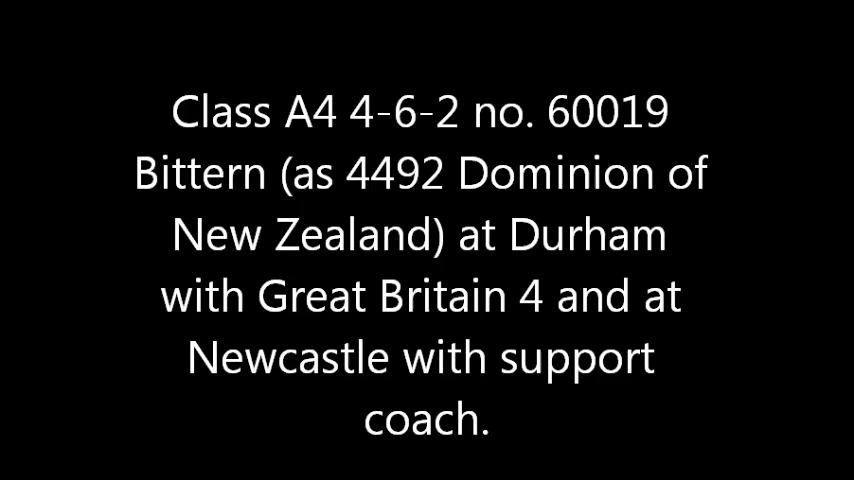 Class A4 4-6-2 no. 60019
Bittern (as 4492 Dominion of
New Zealand) at Durham
with Great Britain 4 and at
Newcastle with support
coach.